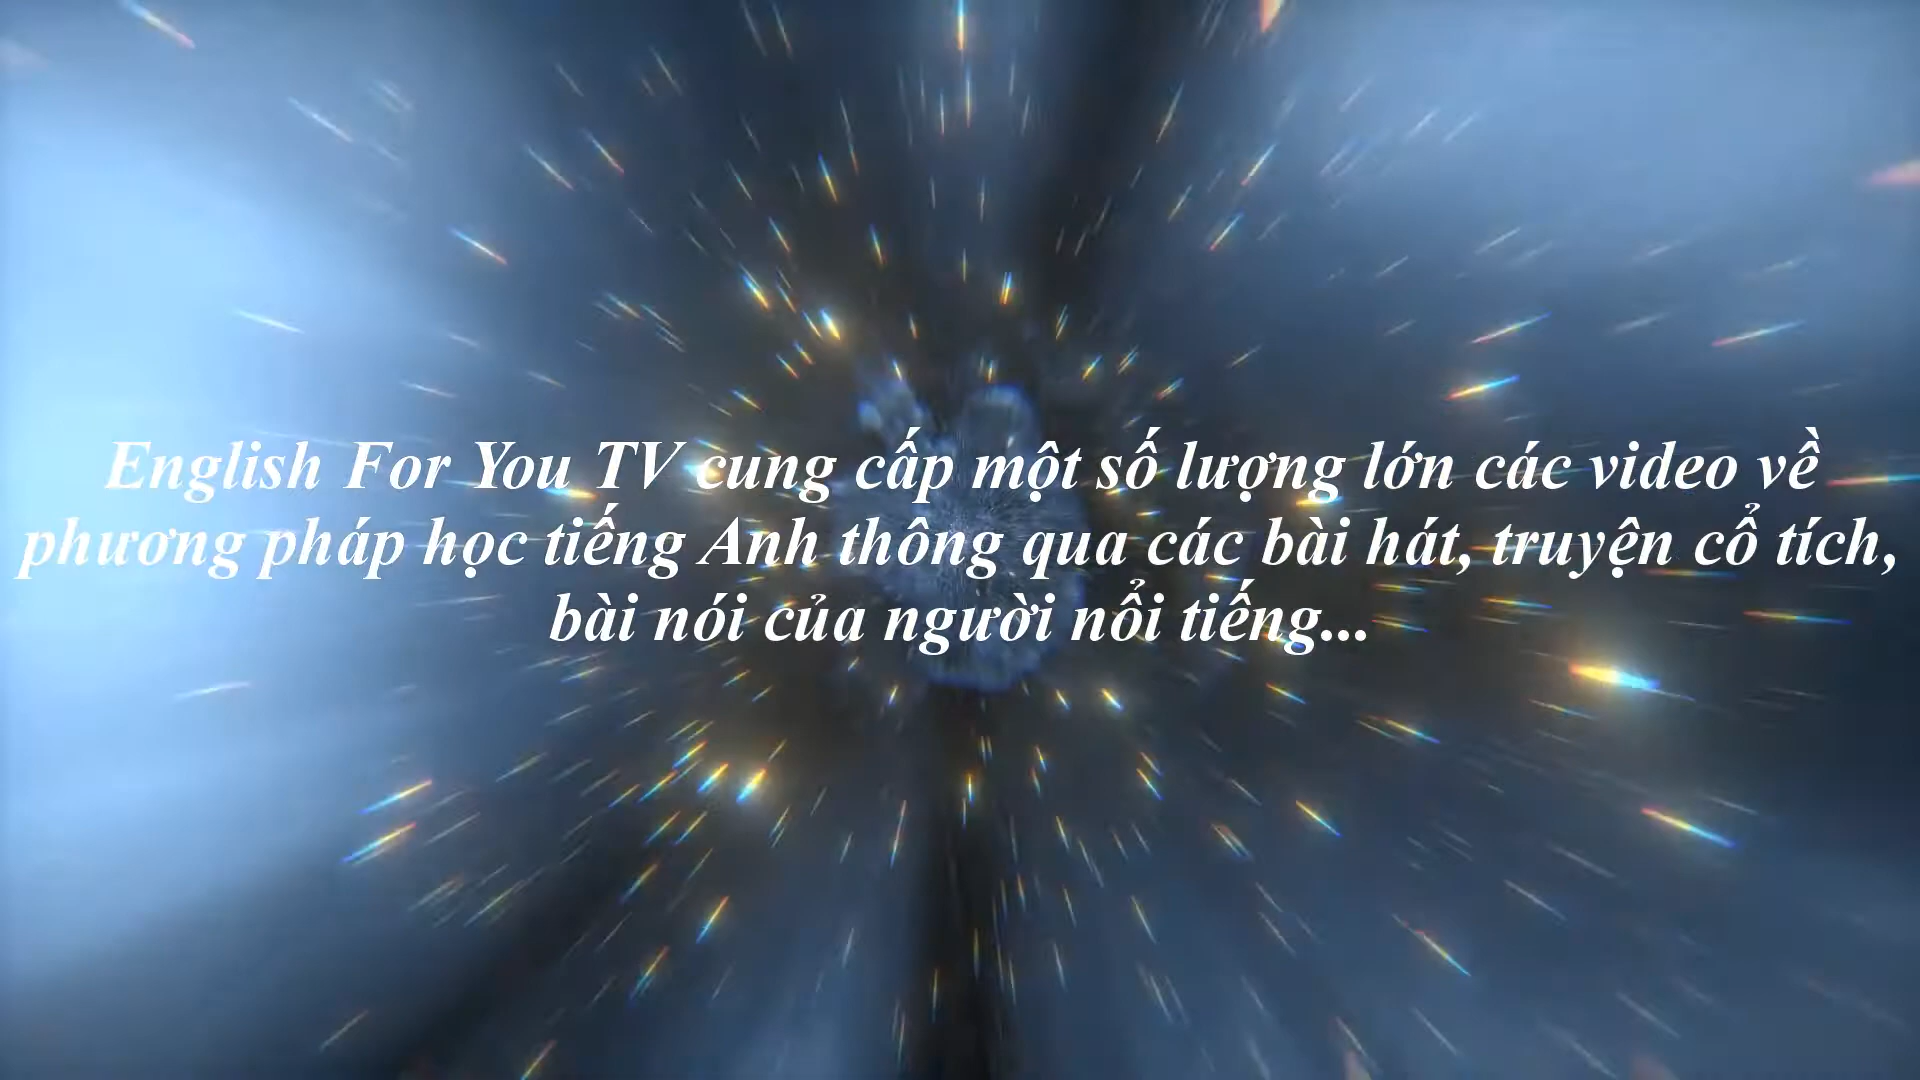 English For You TV cung cấp một số lượng lớn các video về
phương pháp học tiếng Anh thông qua các bài hát, truyện cổ tích,
bài nói của người nổi tiếng...